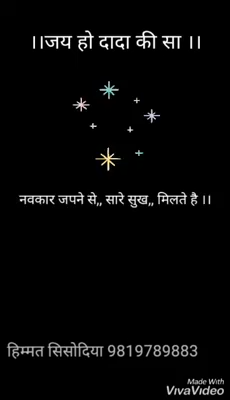 ।।जय हो दादा की सा ।।
नवकार जपने से,, सारे सुख,, मिलते है ।।
हिम्मत सिसोदिया 9819789883
Made With
VivaVideo